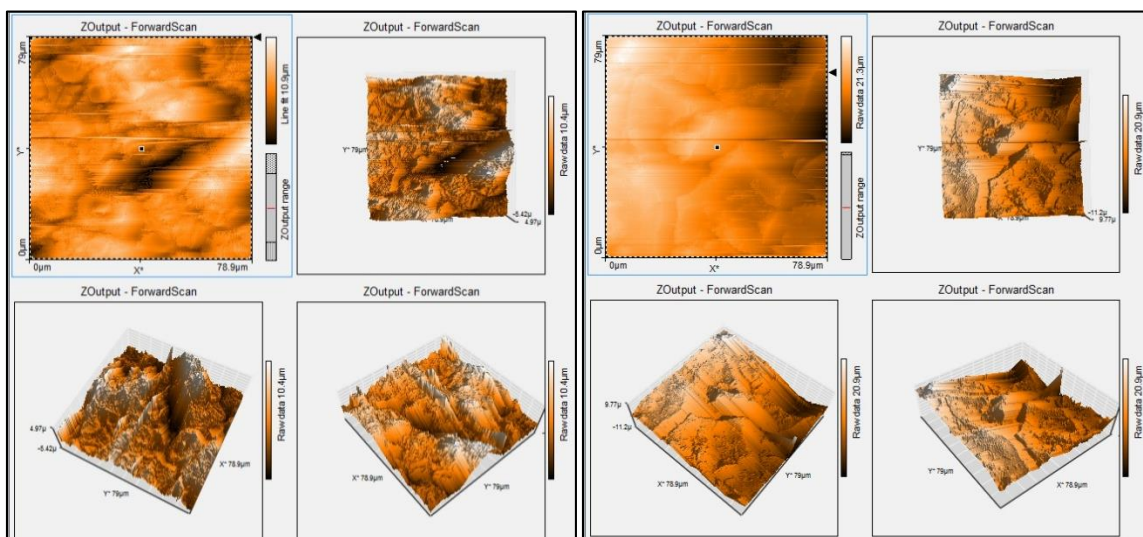 ZOutput - ForwardScan
79µm
Y*
0µm
0µm
X*
78.9µm
Line fit 10.9µm
ZOutput range
ZOutput - ForwardScan
Y* 79µm
78.9µm
-5.42µ
4.97µ
Raw data 10.4µm
ZOutput - ForwardScan
4.97µ
-5.42µ
Y* 79µm
X* 78.9µm
Raw data 10.4µm
ZOutput - ForwardScan
X* 78.9µm
Y* 79µm
Raw data 10.4µm
ZOutput - ForwardScan
79µm
Y*
0µm
0µm
X*
78.9µm
Raw data 21.3µm
ZOutput range
ZOutput - ForwardScan
Y* 79µm
78.9µm
-11.2µ
9.77µ
Raw data 20.9µm
ZOutput - ForwardScan
9.77µ
-11.2µ
X* 78.9µm
Y* 79µm
Raw data 20.9µm
ZOutput - ForwardScan
Y* 79µm
X* 78.9µm
Raw data 20.9µm